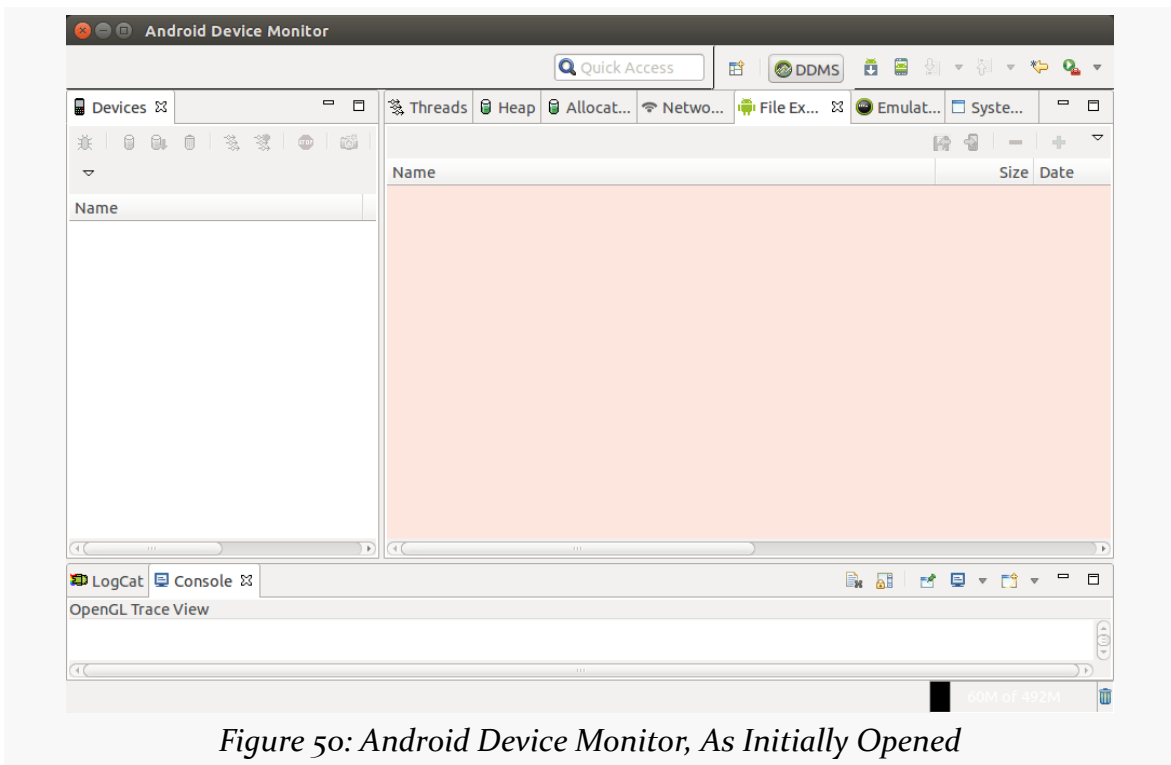 Android Device Monitor
Quick Access
DDMS
Devices
Threads Heap Allocat... Netwo... File Ex... Emulat... Syste...
Name Size Date
Name
LogCat Console
OpenGL Trace View
60M of 492M
Figure 50: Android Device Monitor, As Initially Opened